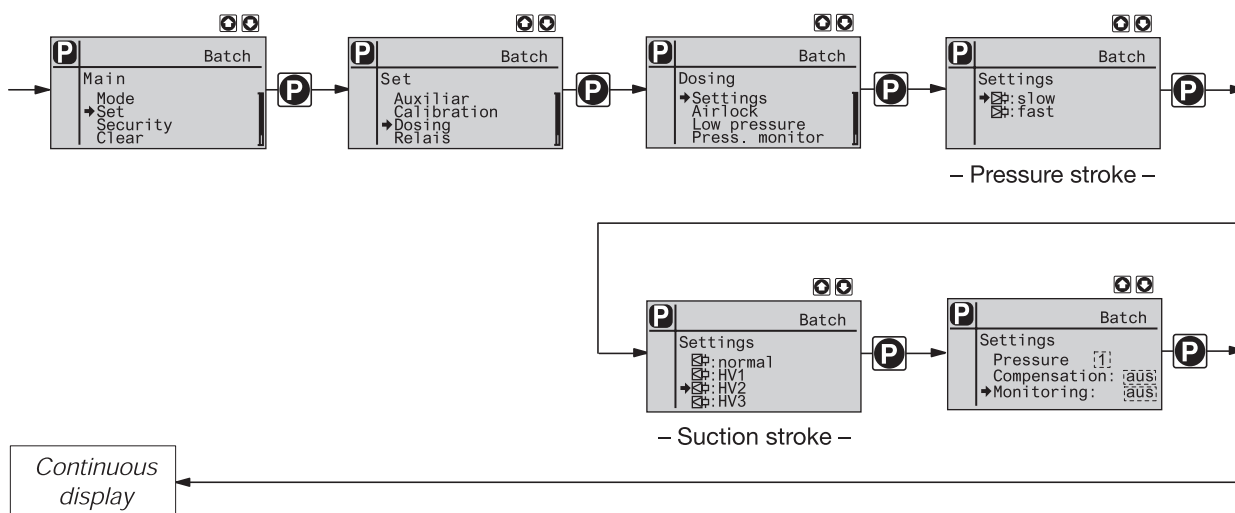 P Batch
Main
Mode
Set
Security
Clear
P
P Batch
Set
Auxiliar
Calibration
Dosing
Relais
P
P Batch
Dosing
Settings
Airlock
Low pressure
Press. monitor
P
P Batch
Settings
:slow
:fast
– Pressure stroke –
P
P Batch
Settings
:normal
:HV1
:HV2
:HV3
– Suction stroke –
P
P Batch
Settings
Pressure 1
Compensation: aus
Monitoring: aus
P
Continuous
display